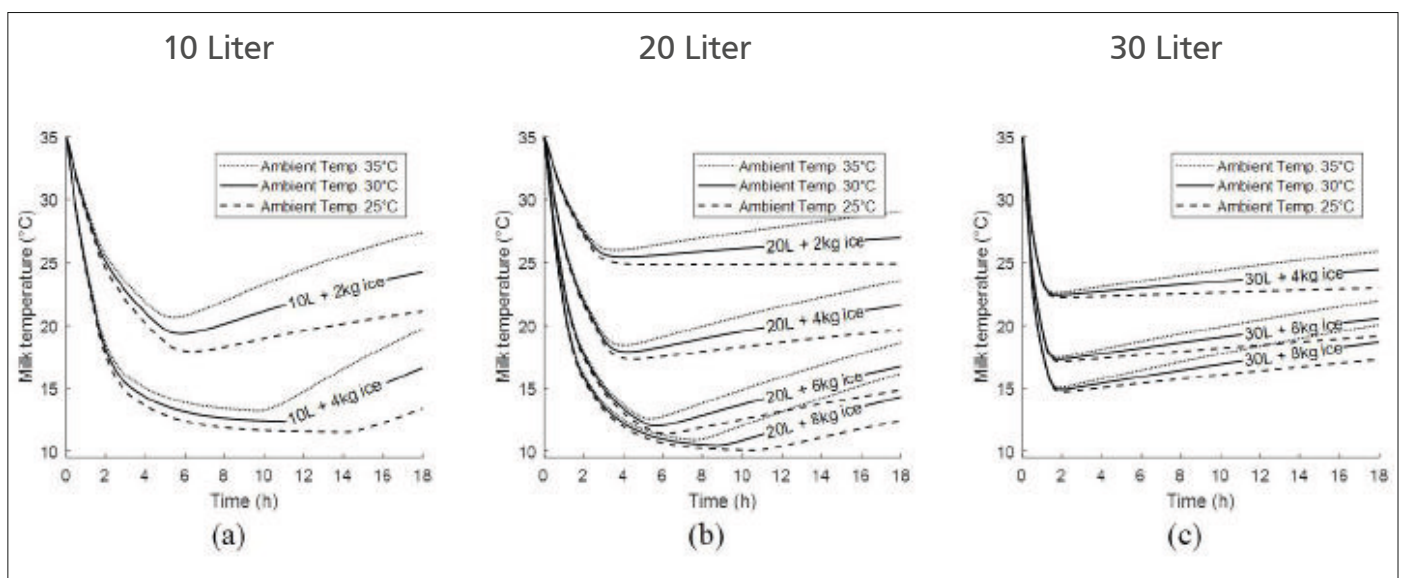 10 Liter
20 Liter
30 Liter
35
30
25
20
15
10
Milk temperature (°C)
Ambient Temp. 35°C
Ambient Temp. 30°C
Ambient Temp. 25°C
10L + 2kg ice
10L + 4kg ice
0 2 4 6 8 10 12 14 16 18
Time (h)
(a)
35
30
25
20
15
10
Milk temperature (°C)
Ambient Temp. 35°C
Ambient Temp. 30°C
Ambient Temp. 25°C
20L + 2kg ice
20L + 4kg ice
20L + 6kg ice
20L + 8kg ice
0 2 4 6 8 10 12 14 16 18
Time (h)
(b)
35
30
25
20
15
10
Milk temperature (°C)
Ambient Temp. 35°C
Ambient Temp. 30°C
Ambient Temp. 25°C
30L + 4kg ice
30L + 6kg ice
30L + 8kg ice
0 2 4 6 8 10 12 14 16 18
Time (h)
(c)